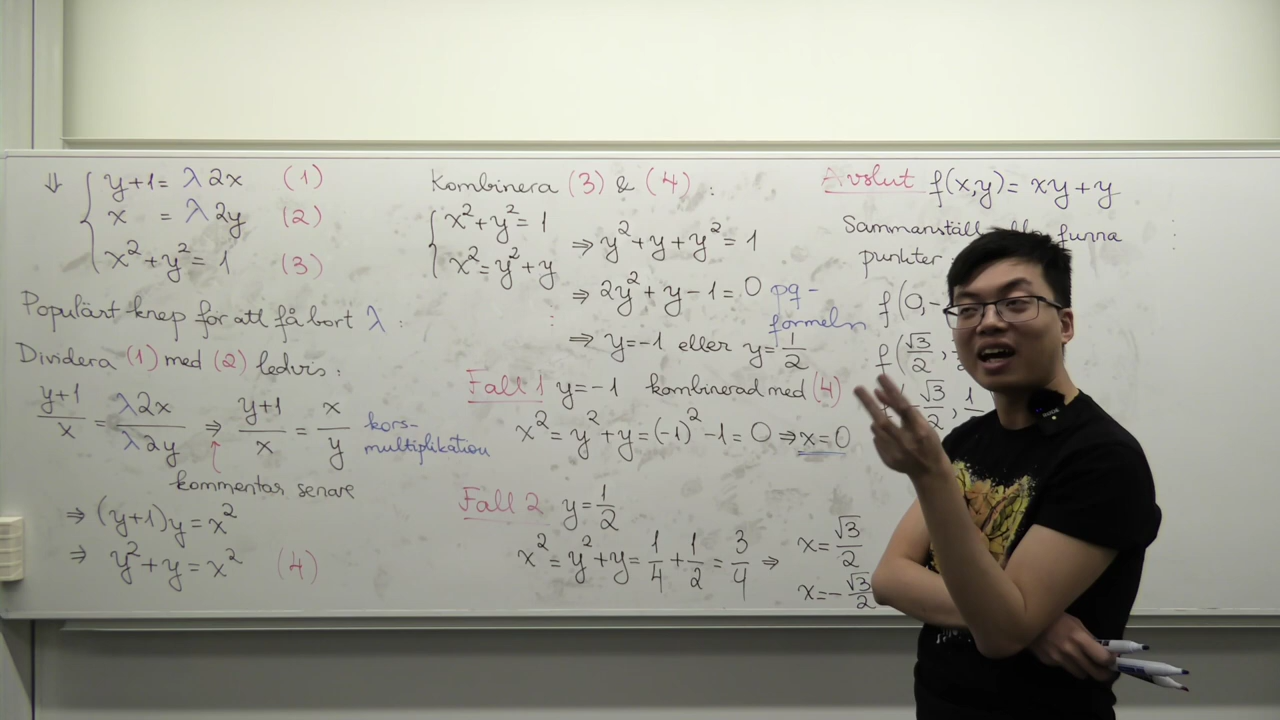 ⇓ { y+1 = λ2x (1)
x = λ2y (2)
x²+y² = 1 (3)
Populärt knep för att få bort λ :
Dividera (1) med (2) ledvis:
(y+1)/x = λ2x/λ2y ⇒ (y+1)/x = x/y kors-
multiplikation
kommentar senare
⇒ (y+1)y = x²
⇒ y²+y = x² (4)
Kombinera (3) & (4) :
{ x²+y² = 1
x² = y²+y ⇒ y²+y+y² = 1
⇒ 2y²+y−1 = 0 pq-
formeln
: ⇒ y=−1 eller y=1/2
Fall 1 y=−1 kombinerad med (4)
x² = y²+y = (−1)²−1 = 0 ⇒ x=0
Fall 2 y=1/2
x² = y²+y = 1/4+1/2 = 3/4 ⇒ x=√3/2
x=−√3/2
Avslut f(x,y) = xy+y
Sammanställ funna :
punkter
f(0,−
f(√3/2,
√3/2, 1/